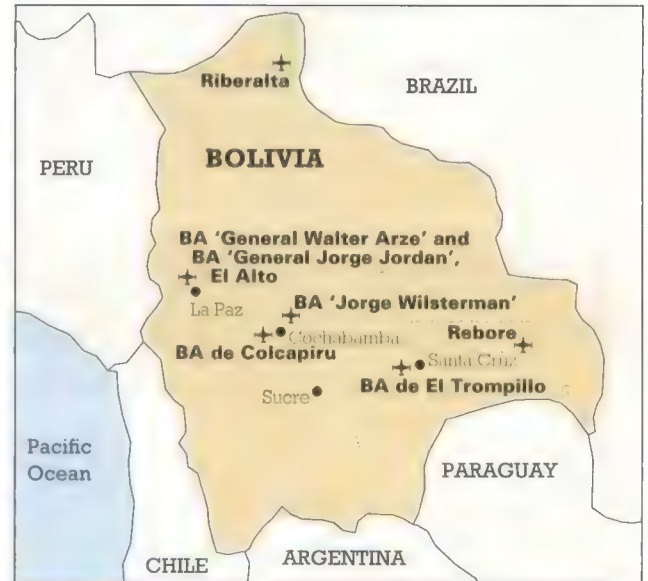 Riberalta
BRAZIL
PERU
BOLIVIA
BA 'General Walter Arze' and
BA 'General Jorge Jordan',
El Alto
La Paz
BA 'Jorge Wilsterman'
Cochabamba
Rebore
BA de Colcapiru
Santa Cruz
BA de El Trompillo
Sucre
Pacific
Ocean
PARAGUAY
CHILE
ARGENTINA